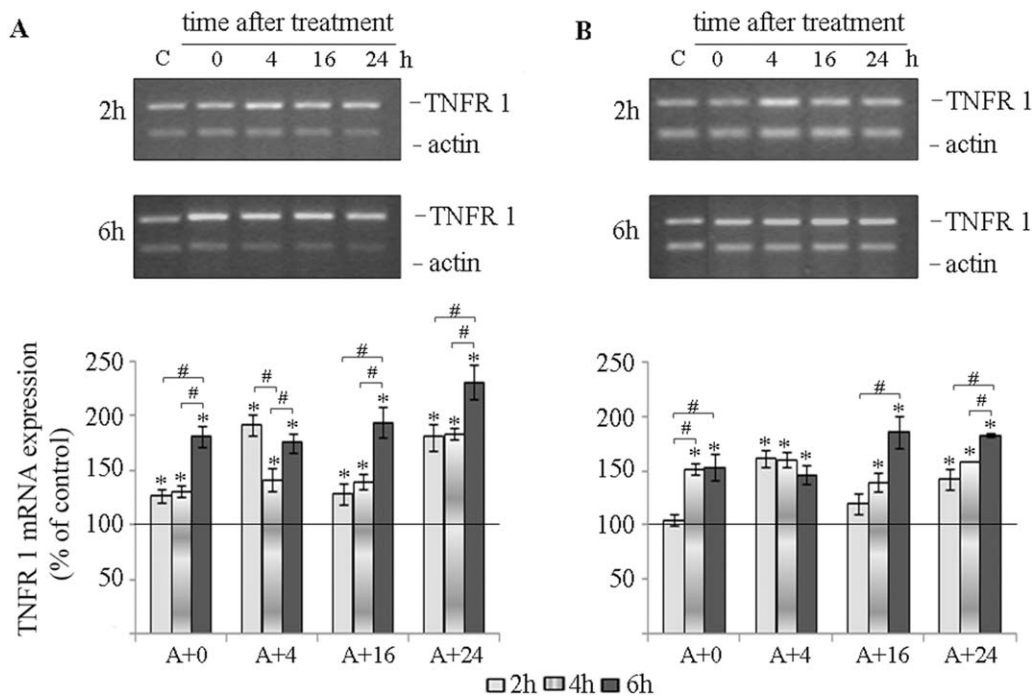 A
time after treatment
C 0 4 16 24 h
2h
-TNFR 1
-actin
6h
-TNFR 1
-actin
B
time after treatment
C 0 4 16 24 h
2h
-TNFR 1
-actin
6h
-TNFR 1
-actin
TNFR 1 mRNA expression
(% of control)
250
200
150
100
50
# # * * *
# # * * *
# # * * *
# # * * *
A+0 A+4 A+16 A+24
250
200
150
100
50
# # * *
* * *
# * *
# # * * *
A+0 A+4 A+16 A+24
2h 4h 6h